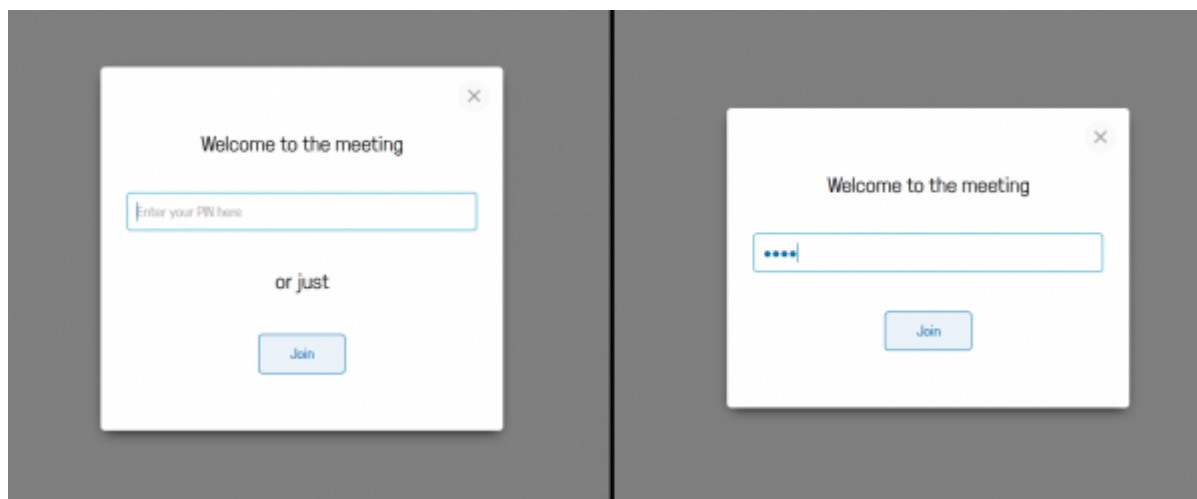 Welcome to the meeting
Enter your PIN here
or just
Join
Welcome to the meeting
••••
Join